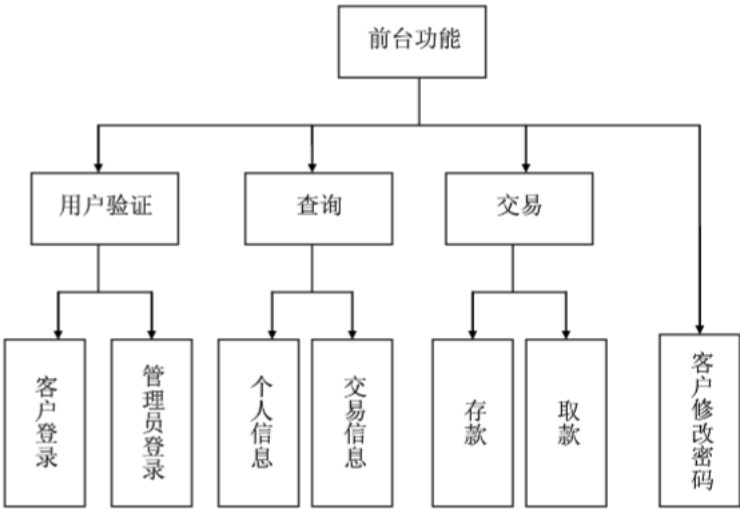 前台功能
用户验证
查询
交易
客户登录
管理员登录
个人信息
交易信息
存款
取款
客户修改密码